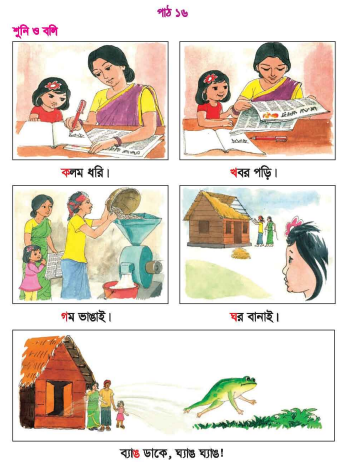 পাঠ ১৬
শুনি ও বলি
কলম ধরি।
খবর পড়ি।
গম ভাঙাই।
ঘর বানাই।
ব্যাঙ ডাকে, ঘ্যাঙ ঘ্যাঙ!